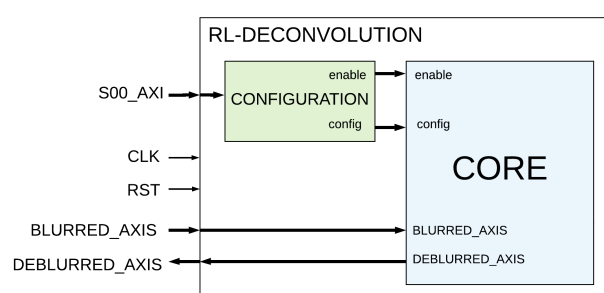 RL-DECONVOLUTION
enable
enable
S00_AXI
CONFIGURATION
config
config
CLK
CORE
RST
BLURRED_AXIS
BLURRED_AXIS
DEBLURRED_AXIS
DEBLURRED_AXIS